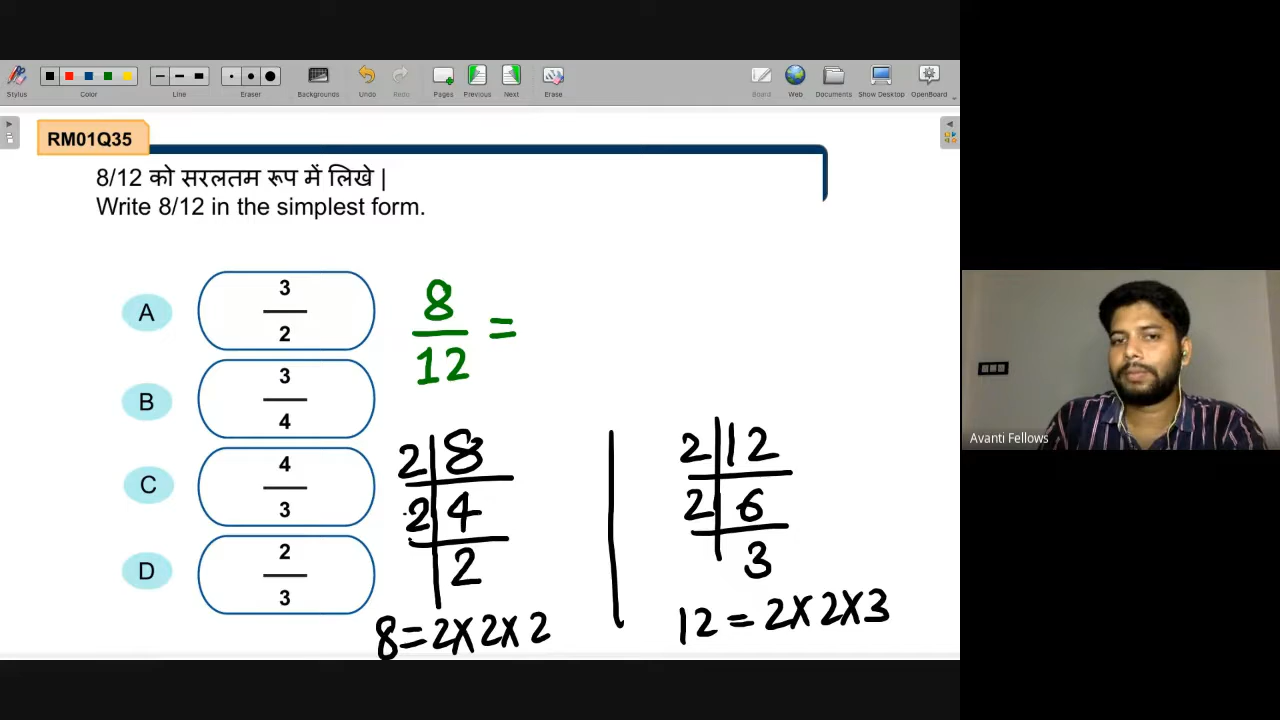 Stylus Color Line Eraser Backgrounds Undo Redo Pages Previous Next Erase Board Web Documents Show Desktop OpenBoard
RM01Q35
8/12 को सरलतम रूप में लिखे |
Write 8/12 in the simplest form.
A 3/2
B 3/4
C 4/3
D 2/3
8/12 =
2 8
2 4
2
8=2×2×2
2 12
2 6
3
12=2×2×3
Avanti Fellows